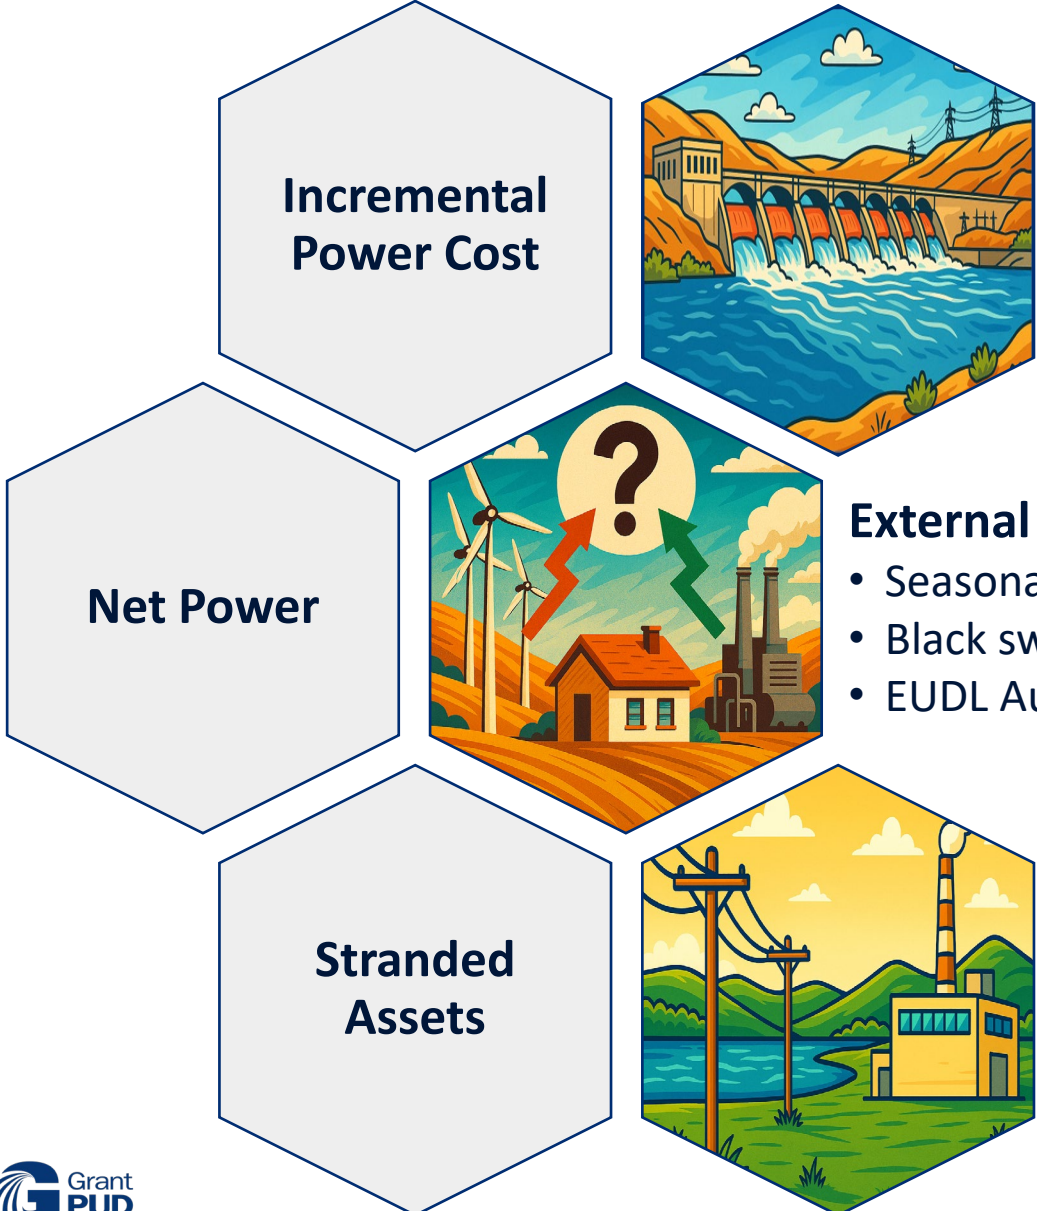 Incremental
Power Cost
External
Net Power
• Seasona
• Black sw
• EUDL Au
Stranded
Assets
Grant
PUD